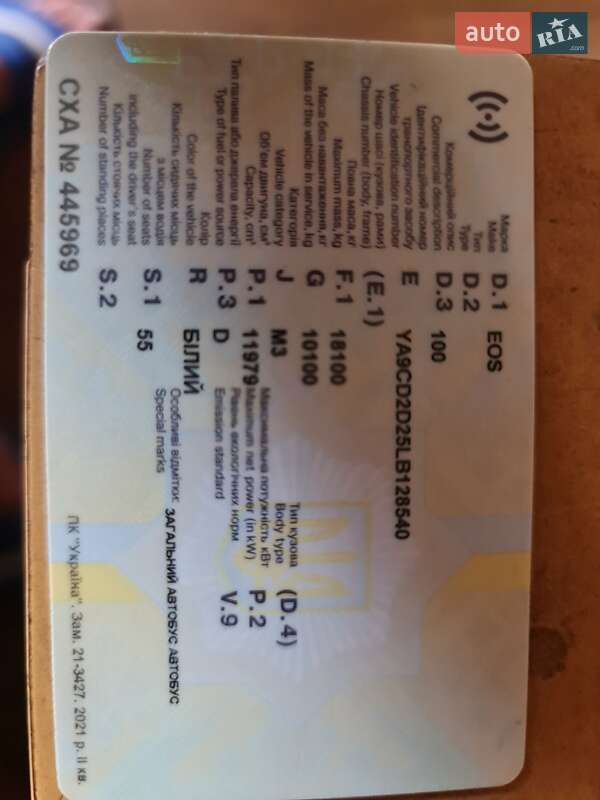 auto RIA .com
Марка
Make D.1 EOS
Тип
Type D.2
Комерційний опис
Commercial description D.3 100
Ідентифікаційний номер
транспортного засобу
Vehicle identification number E YA9CD2D25LB128540
Номер шасі (кузова, рами)
Chassis number (body, frame) (E.1)
Тип кузова
Body type (D.4)
Повна маса, кг
Maximum mass, kg F.1 18100
Маса без навантаження, кг
Mass of the vehicle in service, kg G 10100
Категорія
Vehicle category J M3
Об'єм двигуна, см³
Capacity, cm³ P.1 11979
Максимальна потужність кВт
Maximum net power (in kW) P.2
Тип палива або джерела енергії
Type of fuel or power source P.3 D
Рівень екологічних норм
Emission standard V.9
Колір
Color of the vehicle R БІЛИЙ
Кількість сидячих місць
з місцем водія
Number of seats
including the driver's seat S.1 55
Особливі відмітки: ЗАГАЛЬНИЙ АВТОБУС АВТОБУС
Special marks
Кількість стоячих місць
Number of standing places S.2
СХА № 445969
ПК "Україна". Зам. 21-3427. 2021 р. II кв.